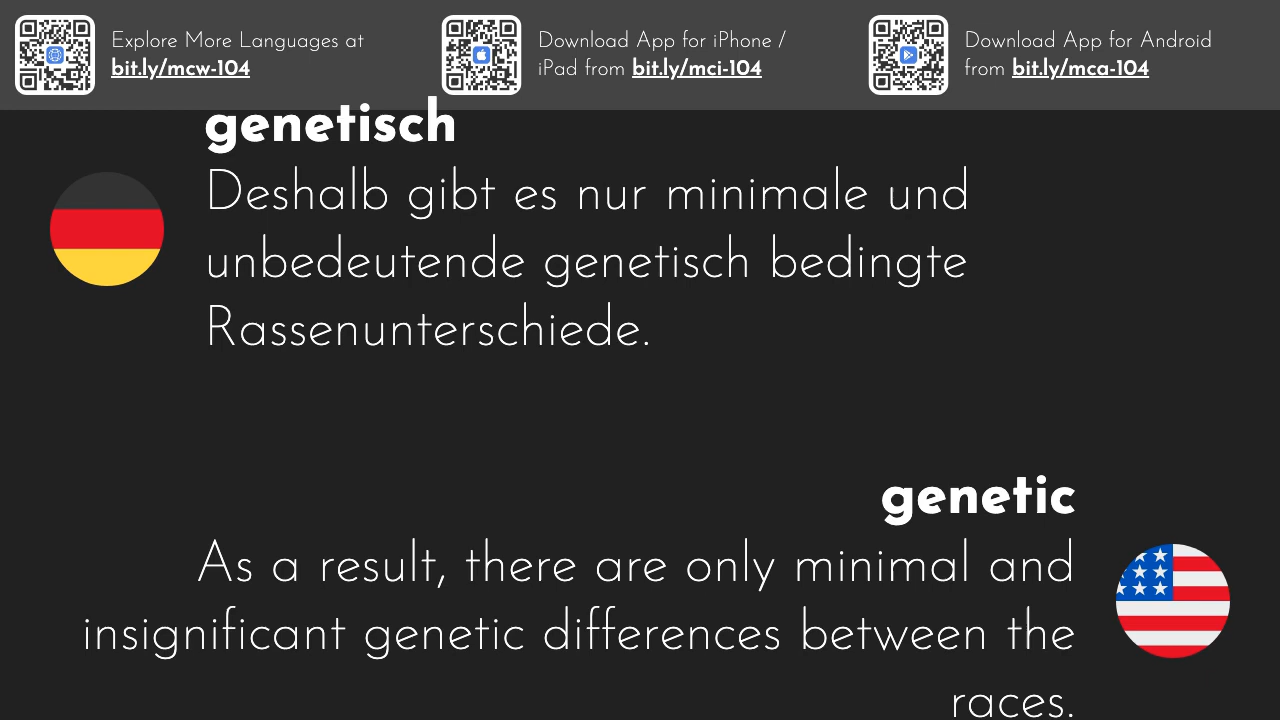 Explore More Languages at
bit.ly/mcw-104
Download App for iPhone /
iPad from bit.ly/mci-104
Download App for Android
from bit.ly/mca-104
genetisch
Deshalb gibt es nur minimale und
unbedeutende genetisch bedingte
Rassenunterschiede.
genetic
As a result, there are only minimal and
insignificant genetic differences between the
races.